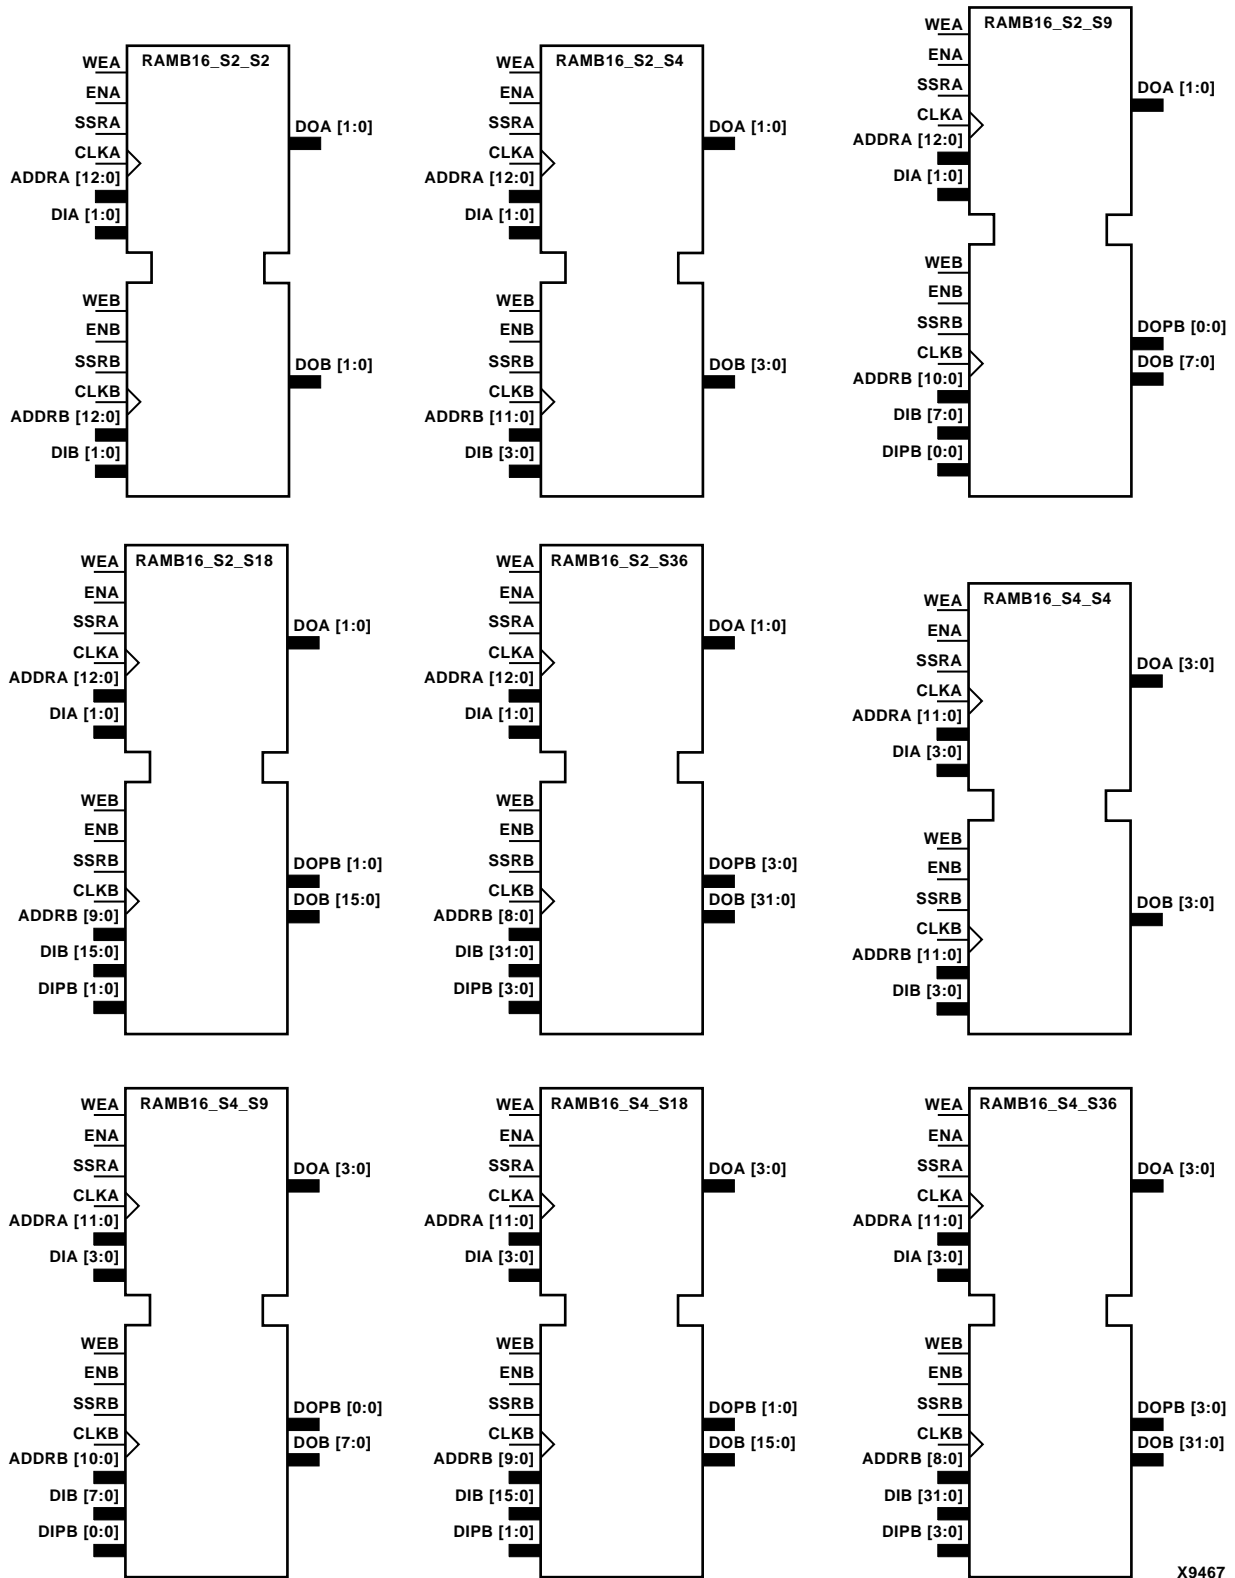 RAMB16_S2_S2
WEA
ENA
SSRA
CLKA
ADDRA [12:0]
DIA [1:0]
DOA [1:0]
WEB
ENB
SSRB
CLKB
ADDRB [12:0]
DIB [1:0]
DOB [1:0]
RAMB16_S2_S4
WEA
ENA
SSRA
CLKA
ADDRA [12:0]
DIA [1:0]
DOA [1:0]
WEB
ENB
SSRB
CLKB
ADDRB [11:0]
DIB [3:0]
DOB [3:0]
RAMB16_S2_S9
WEA
ENA
SSRA
CLKA
ADDRA [12:0]
DIA [1:0]
DOA [1:0]
WEB
ENB
SSRB
CLKB
ADDRB [10:0]
DIB [7:0]
DIPB [0:0]
DOPB [0:0]
DOB [7:0]
RAMB16_S2_S18
WEA
ENA
SSRA
CLKA
ADDRA [12:0]
DIA [1:0]
DOA [1:0]
WEB
ENB
SSRB
CLKB
ADDRB [9:0]
DIB [15:0]
DIPB [1:0]
DOPB [1:0]
DOB [15:0]
RAMB16_S2_S36
WEA
ENA
SSRA
CLKA
ADDRA [12:0]
DIA [1:0]
DOA [1:0]
WEB
ENB
SSRB
CLKB
ADDRB [8:0]
DIB [31:0]
DIPB [3:0]
DOPB [3:0]
DOB [31:0]
RAMB16_S4_S4
WEA
ENA
SSRA
CLKA
ADDRA [11:0]
DIA [3:0]
DOA [3:0]
WEB
ENB
SSRB
CLKB
ADDRB [11:0]
DIB [3:0]
DOB [3:0]
RAMB16_S4_S9
WEA
ENA
SSRA
CLKA
ADDRA [11:0]
DIA [3:0]
DOA [3:0]
WEB
ENB
SSRB
CLKB
ADDRB [10:0]
DIB [7:0]
DIPB [0:0]
DOPB [0:0]
DOB [7:0]
RAMB16_S4_S18
WEA
ENA
SSRA
CLKA
ADDRA [11:0]
DIA [3:0]
DOA [3:0]
WEB
ENB
SSRB
CLKB
ADDRB [9:0]
DIB [15:0]
DIPB [1:0]
DOPB [1:0]
DOB [15:0]
RAMB16_S4_S36
WEA
ENA
SSRA
CLKA
ADDRA [11:0]
DIA [3:0]
DOA [3:0]
WEB
ENB
SSRB
CLKB
ADDRB [8:0]
DIB [31:0]
DIPB [3:0]
DOPB [3:0]
DOB [31:0]
X9467